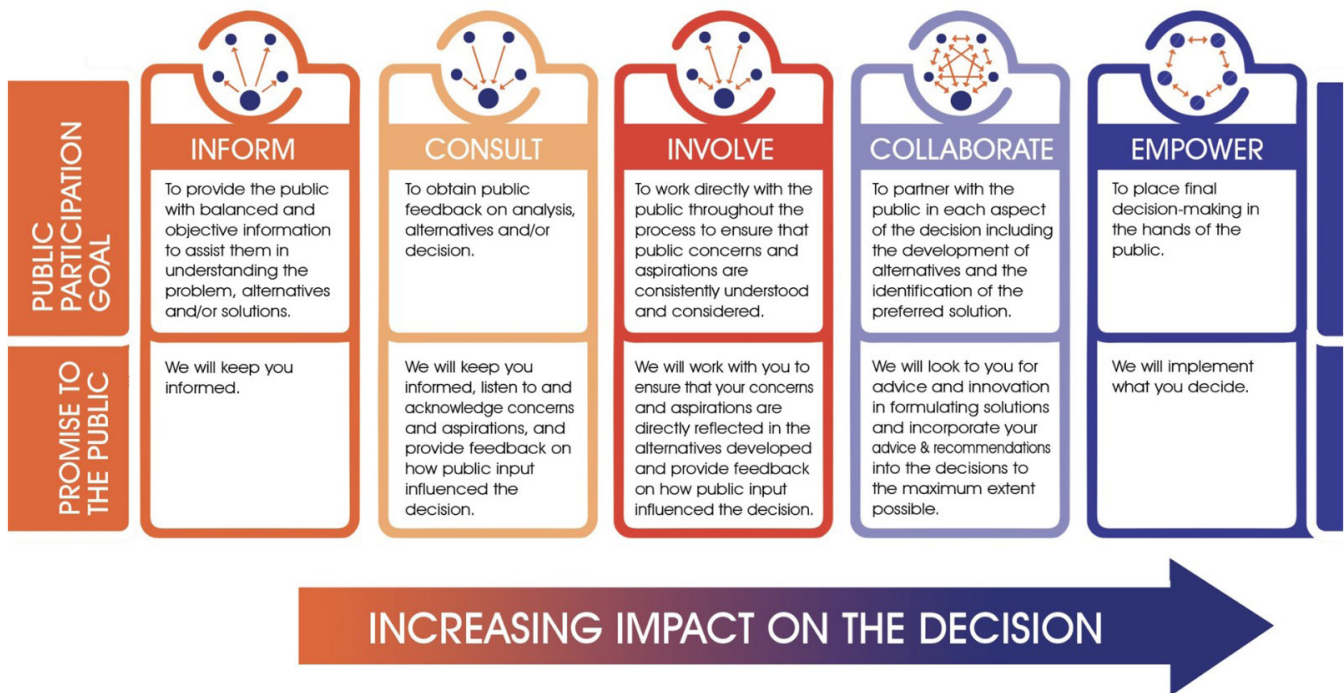 PUBLIC
PARTICIPATION
GOAL
PROMISE TO
THE PUBLIC
INFORM
To provide the public
with balanced and
objective information
to assist them in
understanding the
problem, alternatives
and/or solutions.
We will keep you
informed.
CONSULT
To obtain public
feedback on analysis,
alternatives and/or
decision.
We will keep you
informed, listen to and
acknowledge concerns
and aspirations, and
provide feedback on
how public input
influenced the
decision.
INVOLVE
To work directly with the
public throughout the
process to ensure that
public concerns and
aspirations are
consistently understood
and considered.
We will work with you to
ensure that your concerns
and aspirations are
directly reflected in the
alternatives developed
and provide feedback
on how public input
influenced the decision.
COLLABORATE
To partner with the
public in each aspect
of the decision including
the development of
alternatives and the
identification of the
preferred solution.
We will look to you for
advice and innovation
in formulating solutions
and incorporate your
advice & recommendations
into the decisions to
the maximum extent
possible.
EMPOWER
To place final
decision-making in
the hands of the
public.
We will implement
what you decide.
INCREASING IMPACT ON THE DECISION